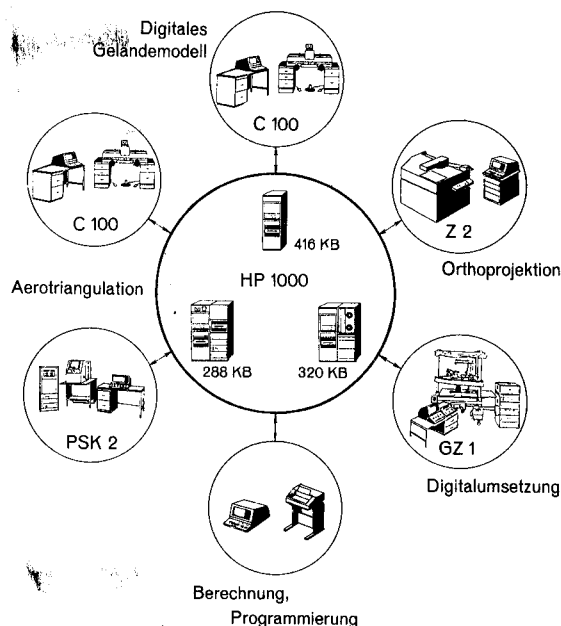 Digitales
Geländemodell
C 100
C 100
Z 2
416 KB
HP 1000
Orthoprojektion
Aerotriangulation
288 KB
320 KB
PSK 2
GZ 1
Digitalumsetzung
Berechnung,
Programmierung